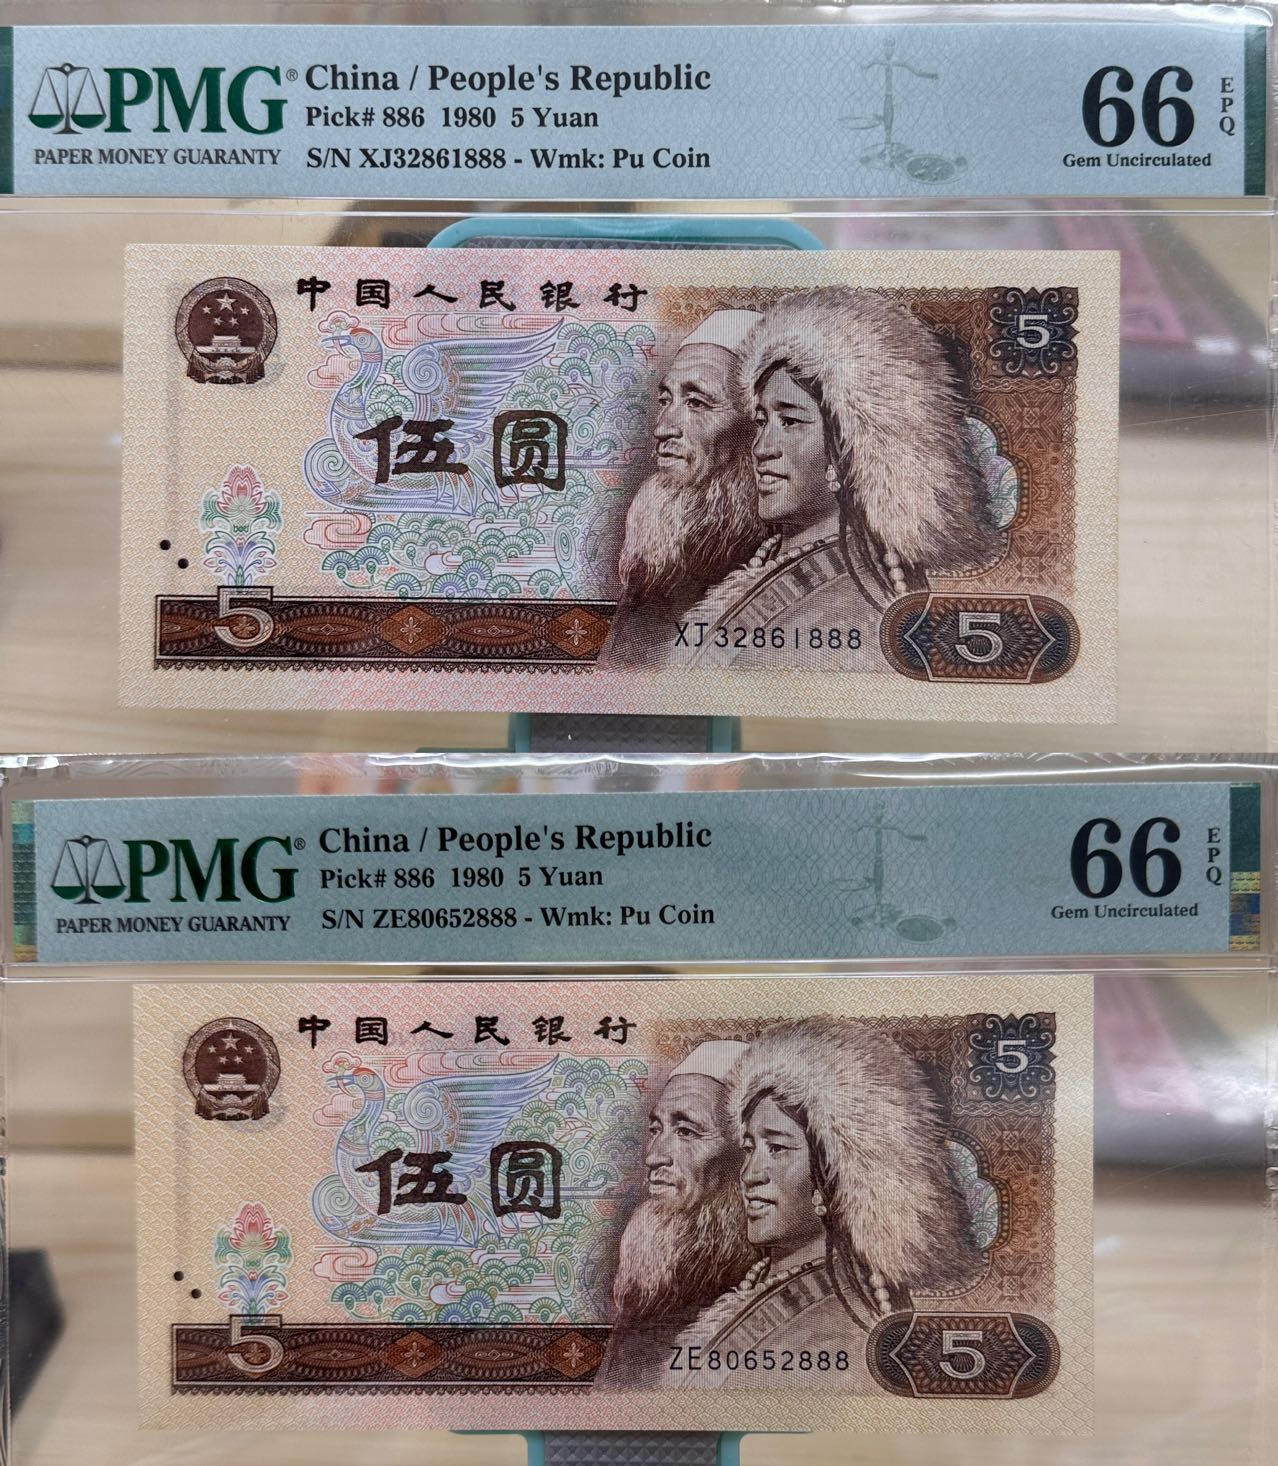 PMG®
PAPER MONEY GUARANTY
China / People's Republic
Pick# 886 1980 5 Yuan
S/N XJ32861888 - Wmk: Pu Coin
66
EPQ
Gem Uncirculated
中国人民银行
5
伍圆
5
XJ32861888
5
PMG®
PAPER MONEY GUARANTY
China / People's Republic
Pick# 886 1980 5 Yuan
S/N ZE80652888 - Wmk: Pu Coin
66
EPQ
Gem Uncirculated
中国人民银行
5
伍圆
5
ZE80652888
5